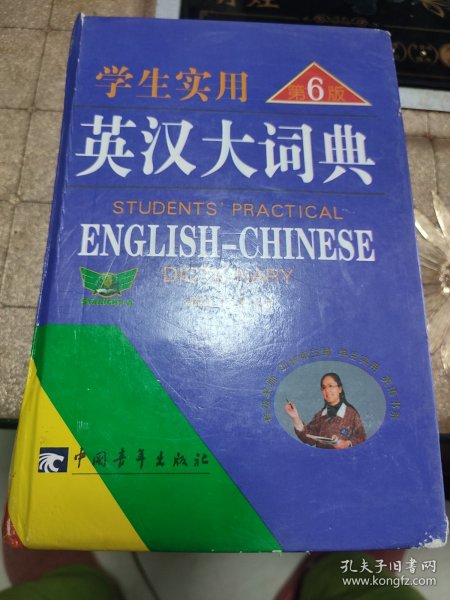 学生实用
第6版
英汉大词典
STUDENTS' PRACTICAL
ENGLISH-CHINESE
DICTIONARY
中国青年出版社
孔夫子旧书网
www.kongfz.com